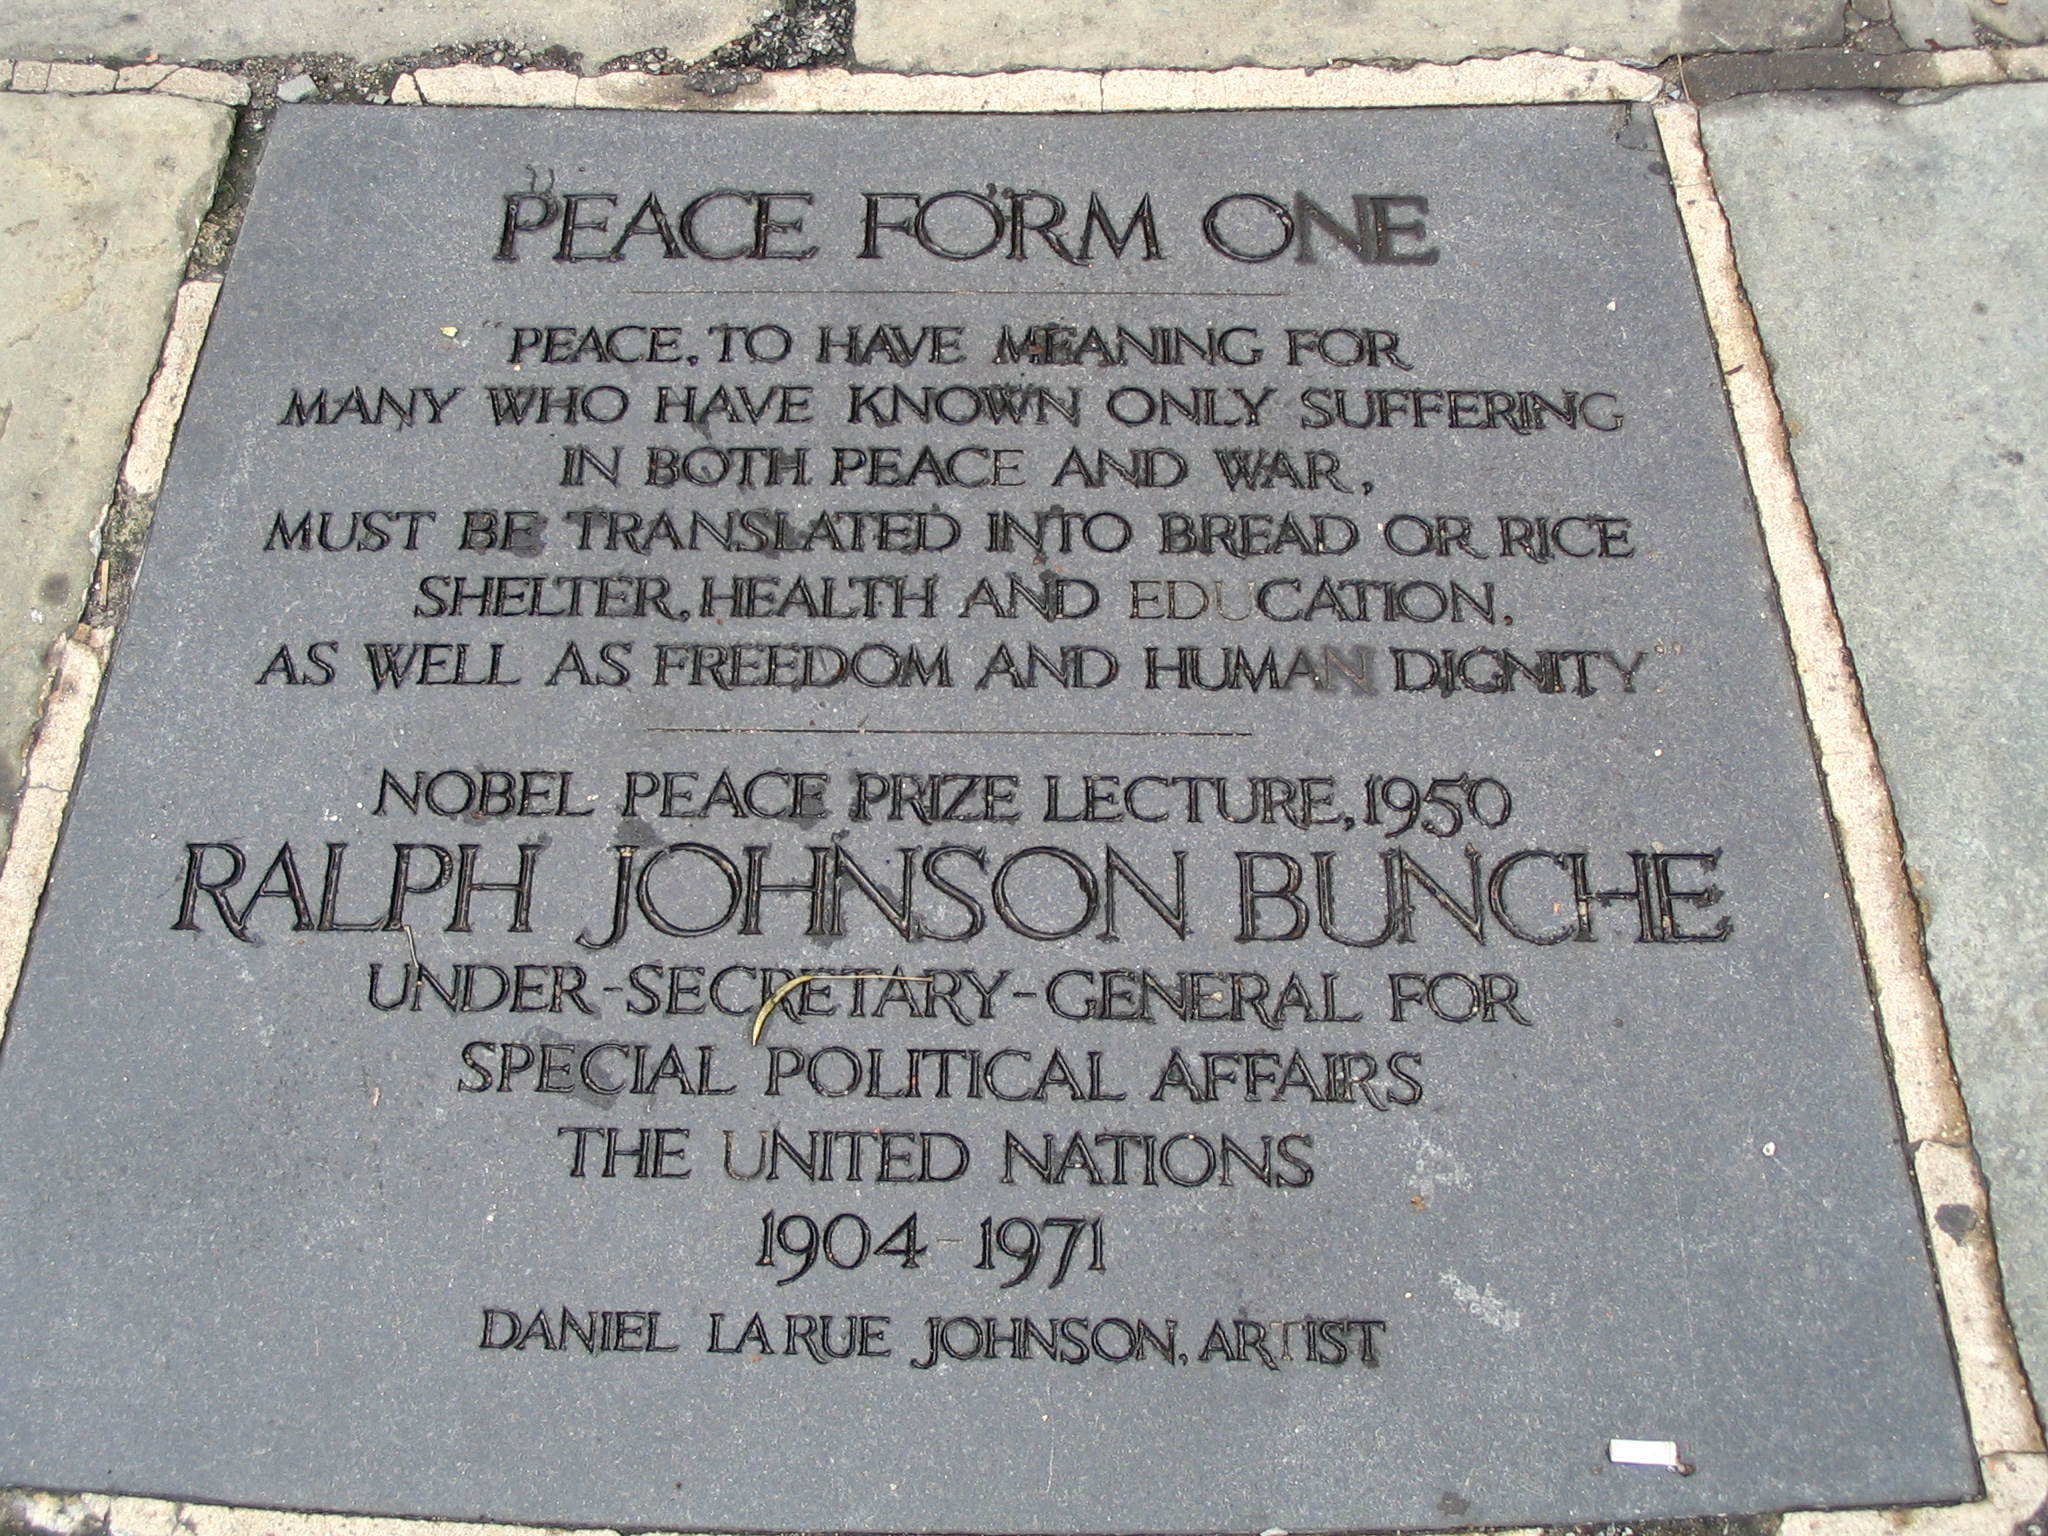 PEACE FORM ONE
"PEACE, TO HAVE MEANING FOR
MANY WHO HAVE KNOWN ONLY SUFFERING
IN BOTH PEACE AND WAR,
MUST BE TRANSLATED INTO BREAD OR RICE
SHELTER, HEALTH AND EDUCATION,
AS WELL AS FREEDOM AND HUMAN DIGNITY"
NOBEL PEACE PRIZE LECTURE, 1950
RALPH JOHNSON BUNCHE
UNDER-SECRETARY-GENERAL FOR
SPECIAL POLITICAL AFFAIRS
THE UNITED NATIONS
1904-1971
DANIEL LARUE JOHNSON, ARTIST